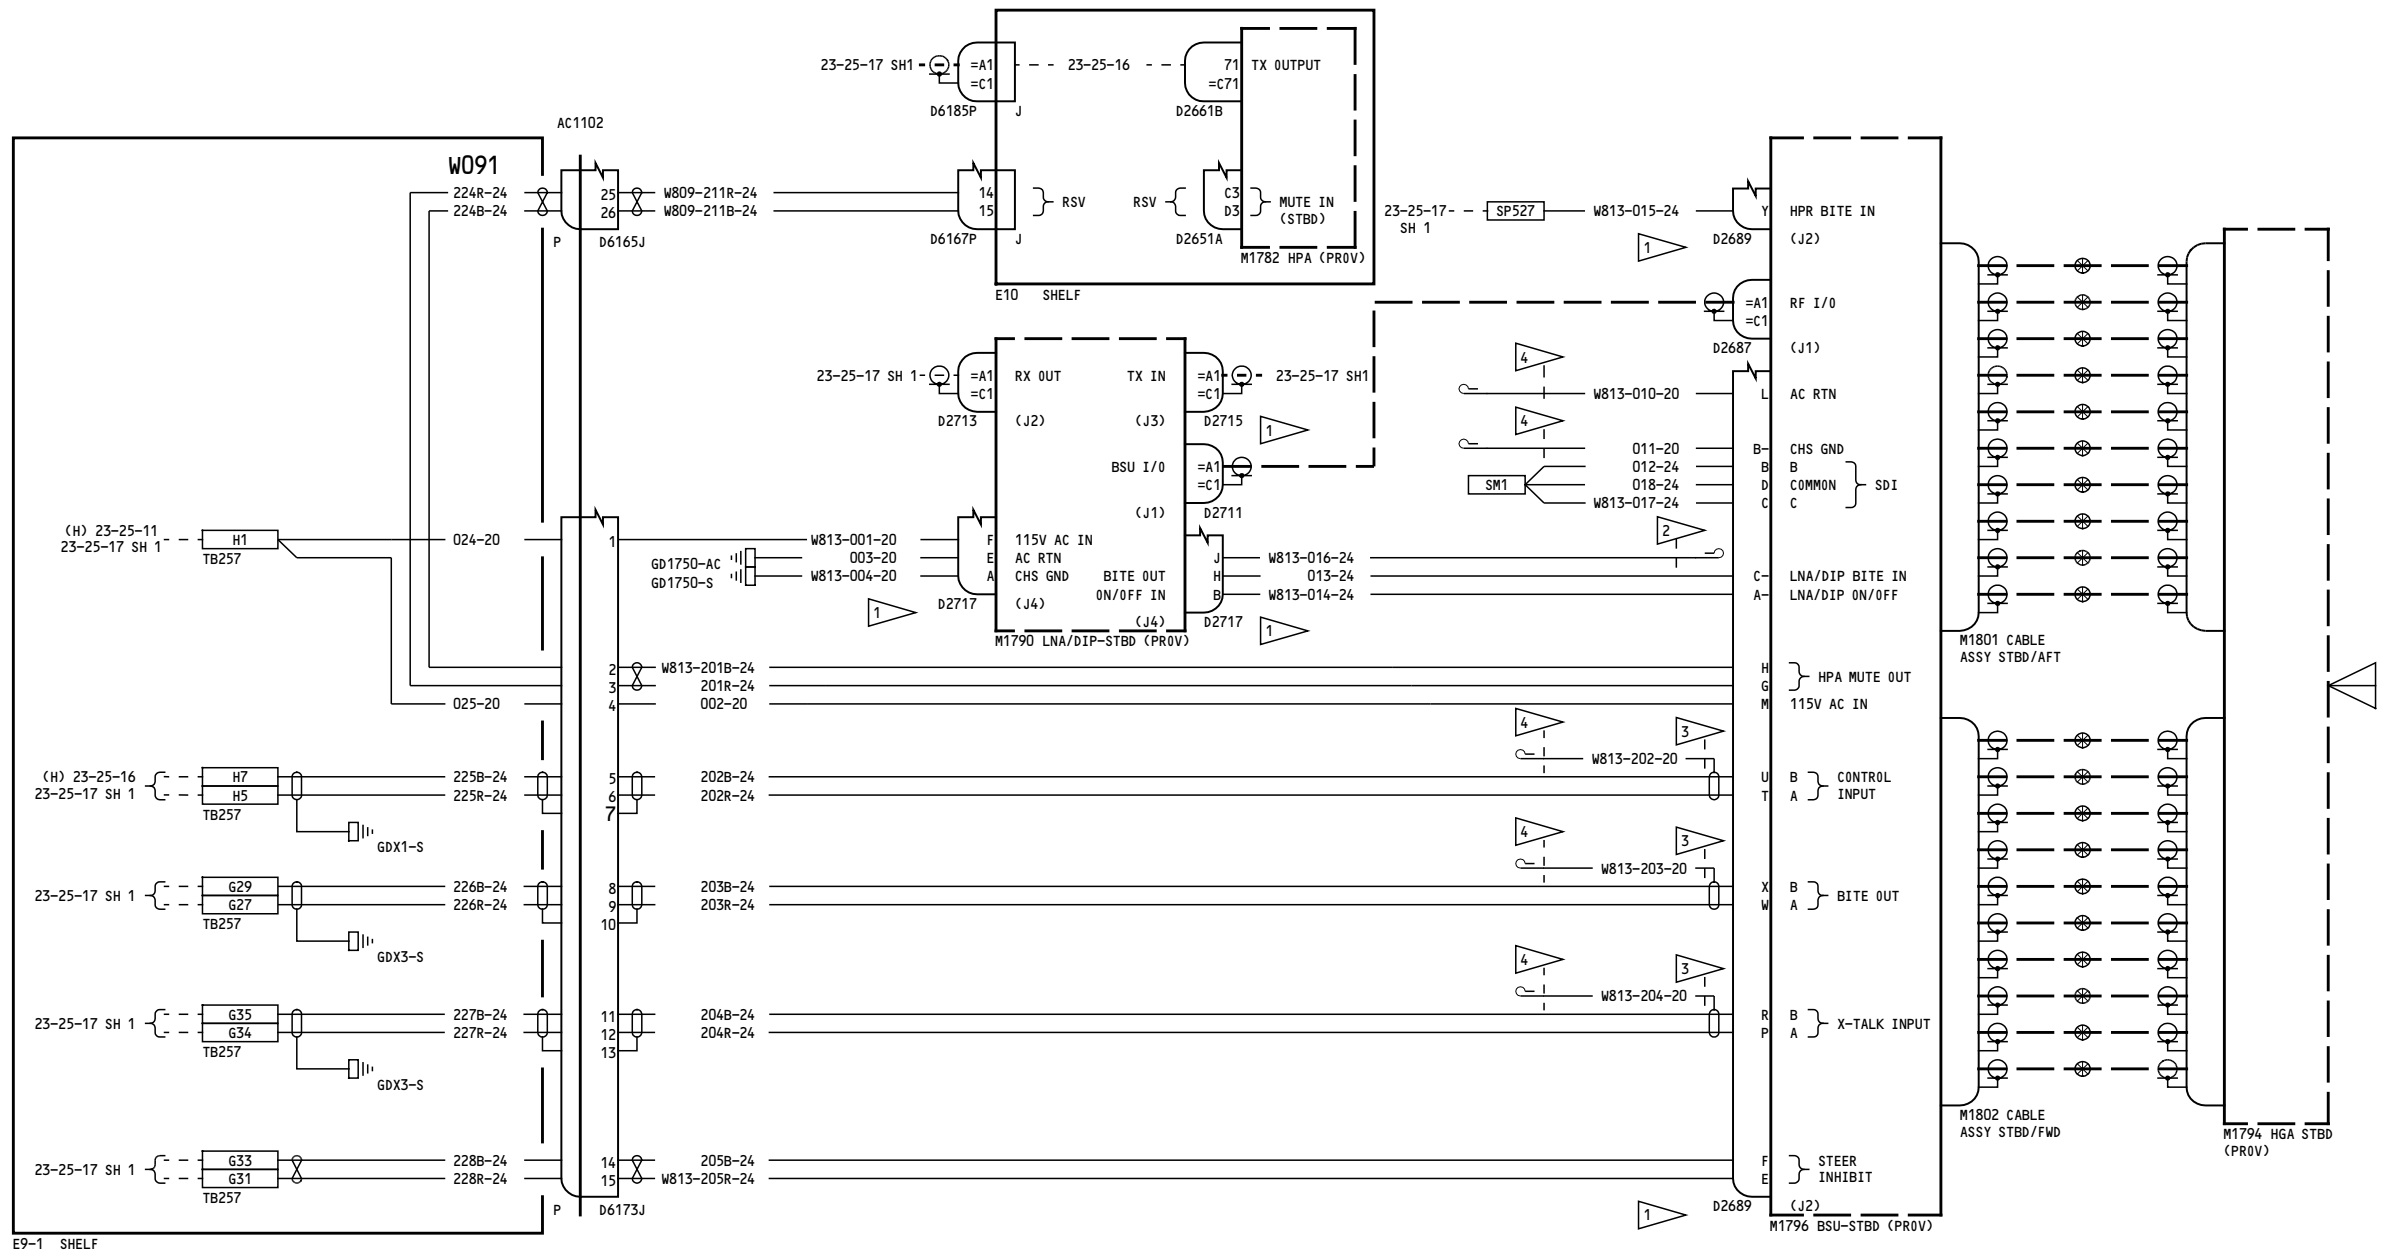 23-25-17 SH1
=A1
=C1
23-25-16
71
=C71
TX OUTPUT
D6185P
J
D2661B
AC1102
W091
224R-24
224B-24
25
26
W809-211R-24
W809-211B-24
P
D6165J
14
15
RSV
RSV
C3
D3
MUTE IN
(STBD)
D6167P
J
D2651A
M1782 HPA (PROV)
E10 SHELF
23-25-17
SH 1
SP527
W813-015-24
Y
HPR BITE IN
1
D2689
(J2)
=A1
=C1
RF I/O
D2687
(J1)
23-25-17 SH 1
=A1
=C1
RX OUT
TX IN
=A1
=C1
23-25-17 SH1
D2713
(J2)
(J3)
D2715
1
BSU I/O
=A1
=C1
(J1)
D2711
4
W813-010-20
L
AC RTN
4
011-20
B-
CHS GND
012-24
B
B
SM1
018-24
D
COMMON
SDI
W813-017-24
C
C
2
(H) 23-25-11
23-25-17 SH 1
H1
TB257
024-20
1
W813-001-20
F
115V AC IN
GD1750-AC
003-20
E
AC RTN
GD1750-S
W813-004-20
A
CHS GND
BITE OUT
ON/OFF IN
J
H
B
W813-016-24
013-24
W813-014-24
C-
LNA/DIP BITE IN
A-
LNA/DIP ON/OFF
1
D2717
(J4)
(J4)
D2717
1
M1790 LNA/DIP-STBD (PROV)
M1801 CABLE
ASSY STBD/AFT
2
W813-201B-24
H
3
201R-24
G
HPA MUTE OUT
025-20
4
002-20
M
115V AC IN
4
3
W813-202-20
(H) 23-25-16
23-25-17 SH 1
H7
H5
TB257
225B-24
225R-24
5
6
7
202B-24
202R-24
U
T
B
A
CONTROL
INPUT
GDX1-S
4
3
W813-203-20
23-25-17 SH 1
G29
G27
TB257
226B-24
226R-24
8
9
10
203B-24
203R-24
X
W
B
A
BITE OUT
GDX3-S
4
3
W813-204-20
23-25-17 SH 1
G35
G34
TB257
227B-24
227R-24
11
12
13
204B-24
204R-24
R
P
B
A
X-TALK INPUT
GDX3-S
M1802 CABLE
ASSY STBD/FWD
M1794 HGA STBD
(PROV)
23-25-17 SH 1
G33
G31
TB257
228B-24
228R-24
14
15
205B-24
W813-205R-24
F
E
STEER
INHIBIT
P
D6173J
1
D2689
(J2)
M1796 BSU-STBD (PROV)
E9-1 SHELF